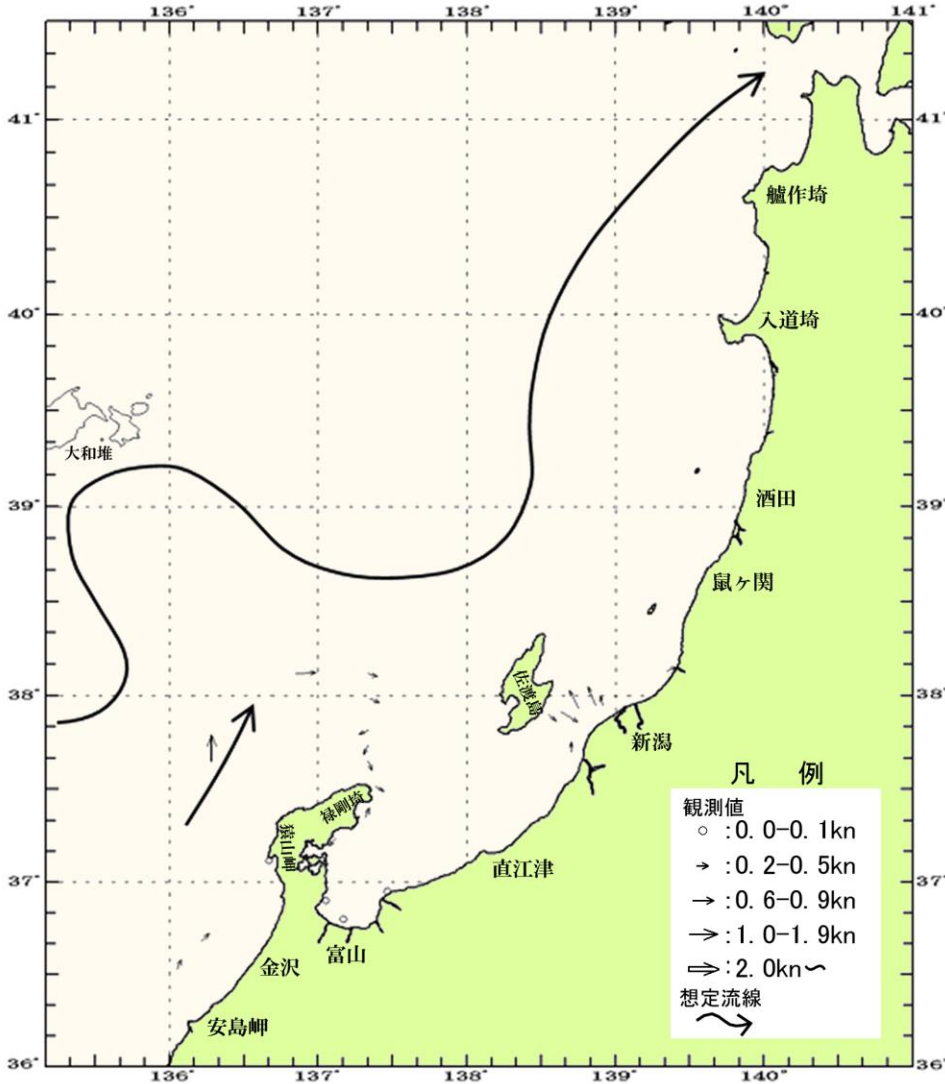 136° 137° 138° 139° 140° 141°
41° 41°
艫作埼
入道埼
40° 40°
大和堆
39° 39°
酒田
鼠ヶ関
38° 38°
佐渡島
新潟
禄剛埼
猿山岬
37° 37°
直江津
富山
金沢
安島岬
36° 36°
136° 137° 138° 139° 140° 141°
凡 例
観測値
○ :0.0-0.1kn
→ :0.2-0.5kn
→ :0.6-0.9kn
→ :1.0-1.9kn
⇒ :2.0kn~
想定流線